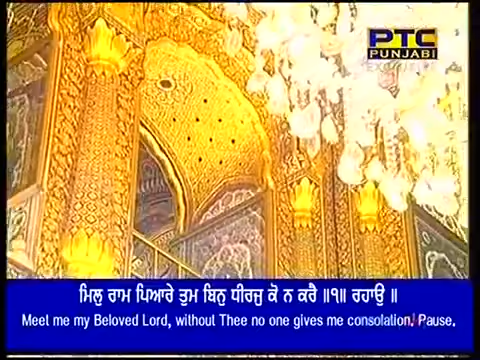 PTC
PUNJABI
ਮਿਲੁ ਰਾਮ ਪਿਆਰੇ ਤੁਮ ਬਿਨੁ ਧੀਰਜੁ ਕੋ ਨ ਕਰੈ ॥੧॥ ਰਹਾਉ ॥
Meet me my Beloved Lord, without Thee no one gives me consolation. Pause.